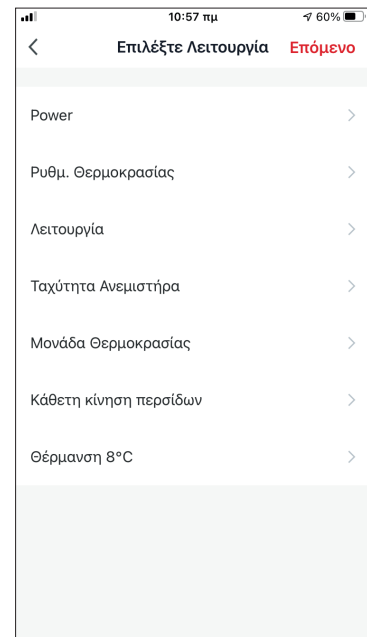 10:57 πμ
60%
Επιλέξτε Λειτουργία
Επόμενο
Power
Ρυθμ. Θερμοκρασίας
Λειτουργία
Ταχύτητα Ανεμιστήρα
Μονάδα Θερμοκρασίας
Κάθετη κίνηση περσίδων
Θέρμανση 8°C